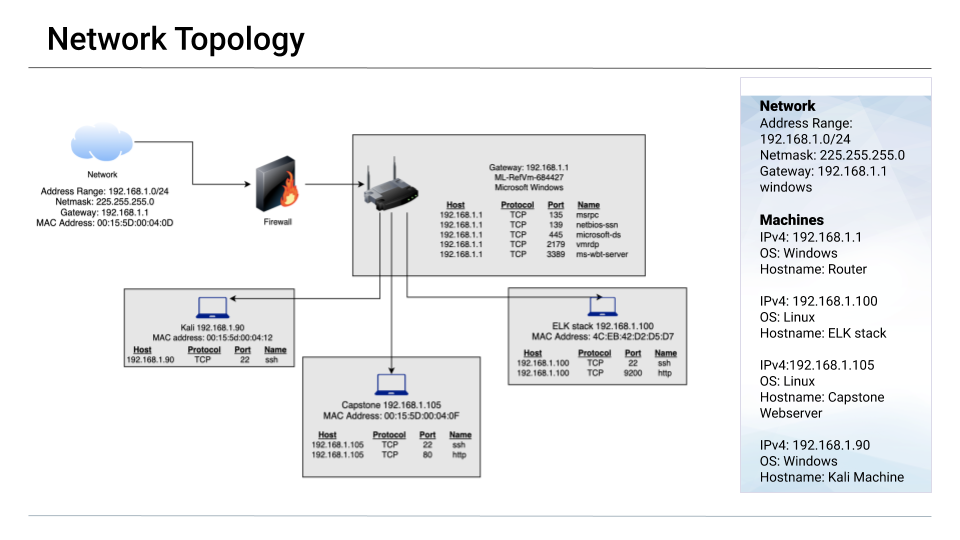 Network Topology
Network
Address Range: 192.168.1.0/24
Netmask: 225.255.255.0
Gateway: 192.168.1.1
MAC Address: 00:15:5D:00:04:0D
Firewall
Gateway: 192.168.1.1
ML-RefVm-684427
Microsoft Windows
Host Protocol Port Name
192.168.1.1 TCP 135 msrpc
192.168.1.1 TCP 139 netbios-ssn
192.168.1.1 TCP 445 microsoft-ds
192.168.1.1 TCP 2179 vmrdp
192.168.1.1 TCP 3389 ms-wbt-server
Kali 192.168.1.90
MAC address: 00:15:5d:00:04:12
Host Protocol Port Name
192.168.1.90 TCP 22 ssh
Capstone 192.168.1.105
MAC Address: 00:15:5D:00:04:0F
Host Protocol Port Name
192.168.1.105 TCP 22 ssh
192.168.1.105 TCP 80 http
ELK stack 192.168.1.100
MAC Address: 4C:EB:42:D2:D5:D7
Host Protocol Port Name
192.168.1.100 TCP 22 ssh
192.168.1.100 TCP 9200 http
Network
Address Range:
192.168.1.0/24
Netmask: 225.255.255.0
Gateway: 192.168.1.1
windows
Machines
IPv4: 192.168.1.1
OS: Windows
Hostname: Router
IPv4: 192.168.1.100
OS: Linux
Hostname: ELK stack
IPv4:192.168.1.105
OS: Linux
Hostname: Capstone
Webserver
IPv4: 192.168.1.90
OS: Windows
Hostname: Kali Machine